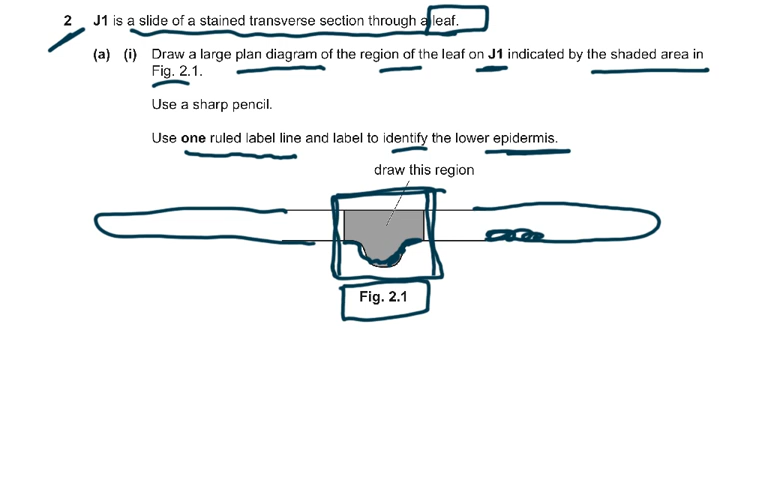 2 J1 is a slide of a stained transverse section through a leaf.
(a) (i) Draw a large plan diagram of the region of the leaf on J1 indicated by the shaded area in
Fig. 2.1.
Use a sharp pencil.
Use one ruled label line and label to identify the lower epidermis.
draw this region
Fig. 2.1